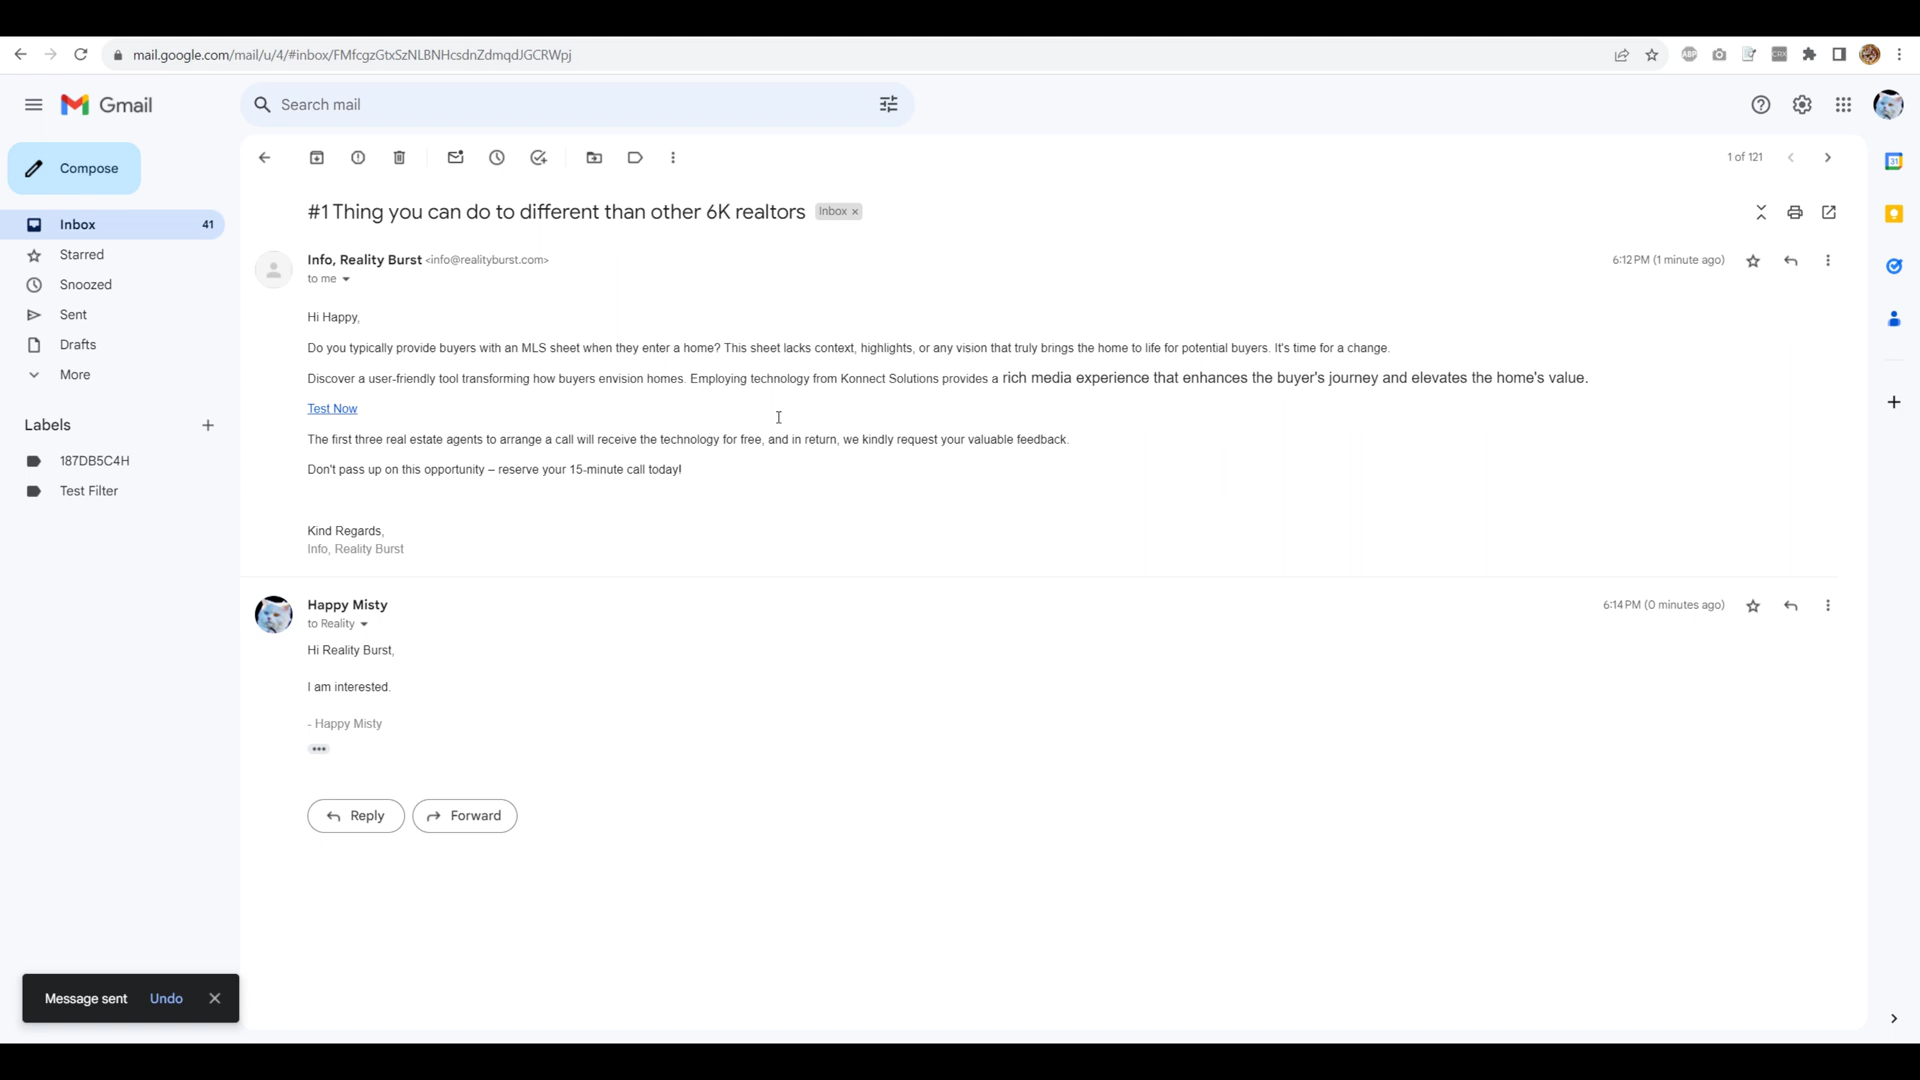 mail.google.com/mail/u/4/#inbox/FMfcgzGtxSzNLBNHcsdnZdmqdJGCRWpj
ABP
CRX
Gmail
Search mail
Compose
1 of 121
31
#1 Thing you can do to different than other 6K realtors Inbox ×
Inbox 41
Starred
Snoozed
Sent
Drafts
More
Labels
187DB5C4H
Test Filter
Info, Reality Burst <info@realityburst.com> 6:12 PM (1 minute ago)
to me
Hi Happy,
Do you typically provide buyers with an MLS sheet when they enter a home? This sheet lacks context, highlights, or any vision that truly brings the home to life for potential buyers. It's time for a change.
Discover a user-friendly tool transforming how buyers envision homes. Employing technology from Konnect Solutions provides a rich media experience that enhances the buyer's journey and elevates the home's value.
Test Now
The first three real estate agents to arrange a call will receive the technology for free, and in return, we kindly request your valuable feedback.
Don't pass up on this opportunity – reserve your 15-minute call today!
Kind Regards,
Info, Reality Burst
Happy Misty 6:14 PM (0 minutes ago)
to Reality
Hi Reality Burst,
I am interested.
- Happy Misty
Reply Forward
Message sent Undo